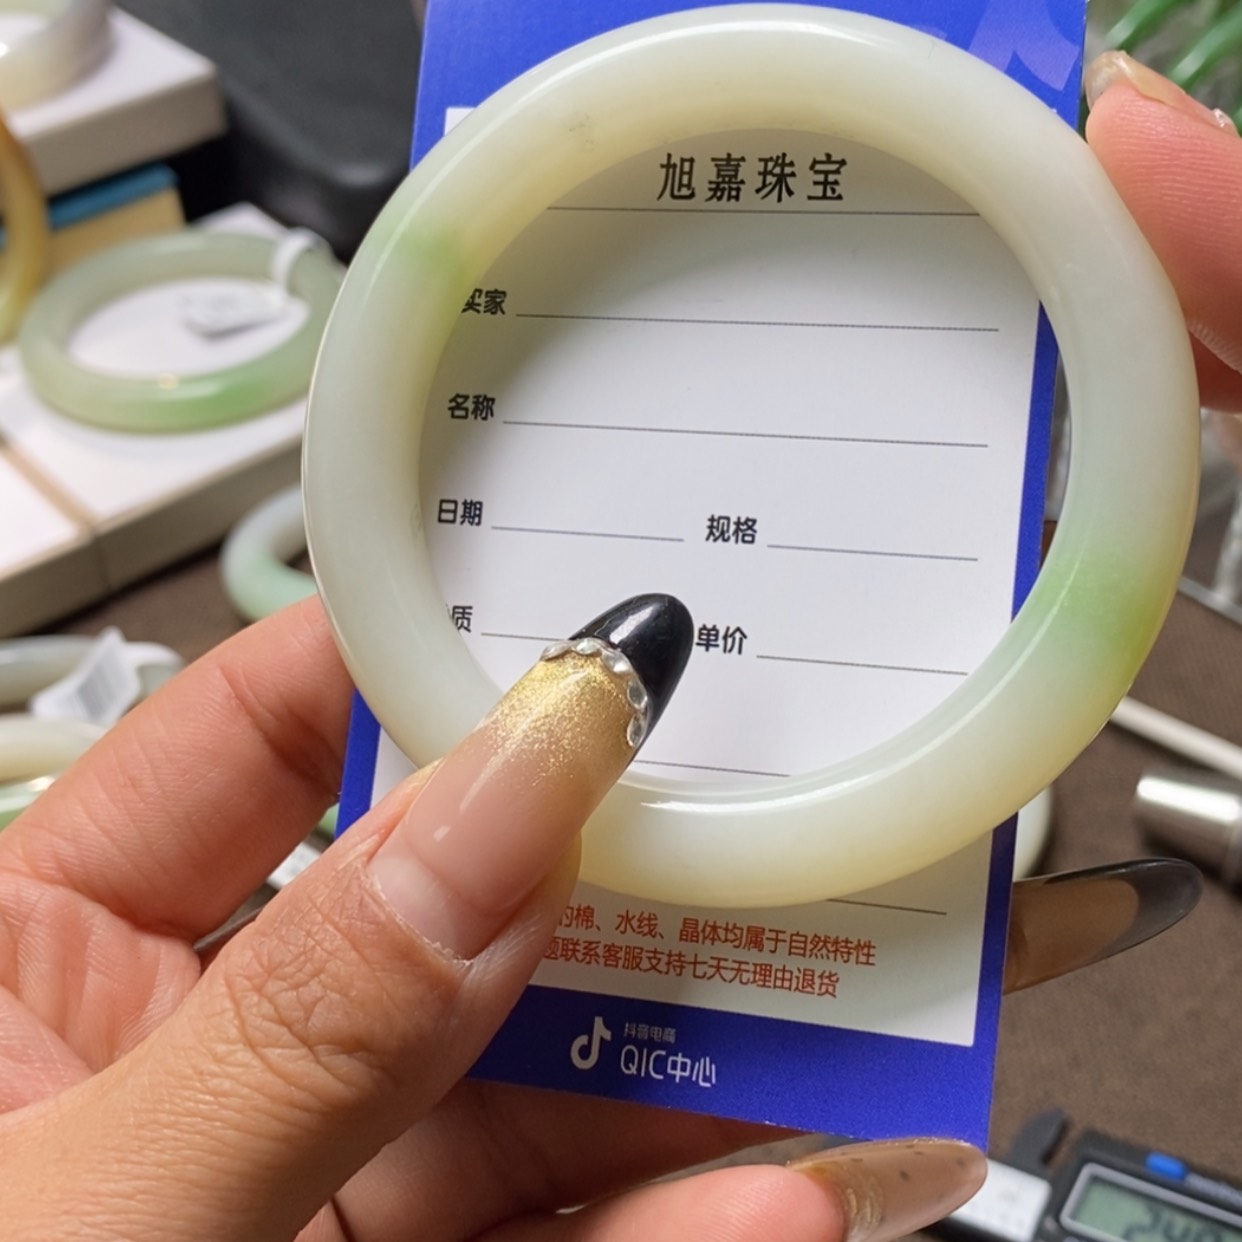 旭嘉珠宝
买家
名称
日期 规格
质 单价
的棉、水线、晶体均属于自然特性
题联系客服支持七天无理由退货
抖音电商
QIC中心